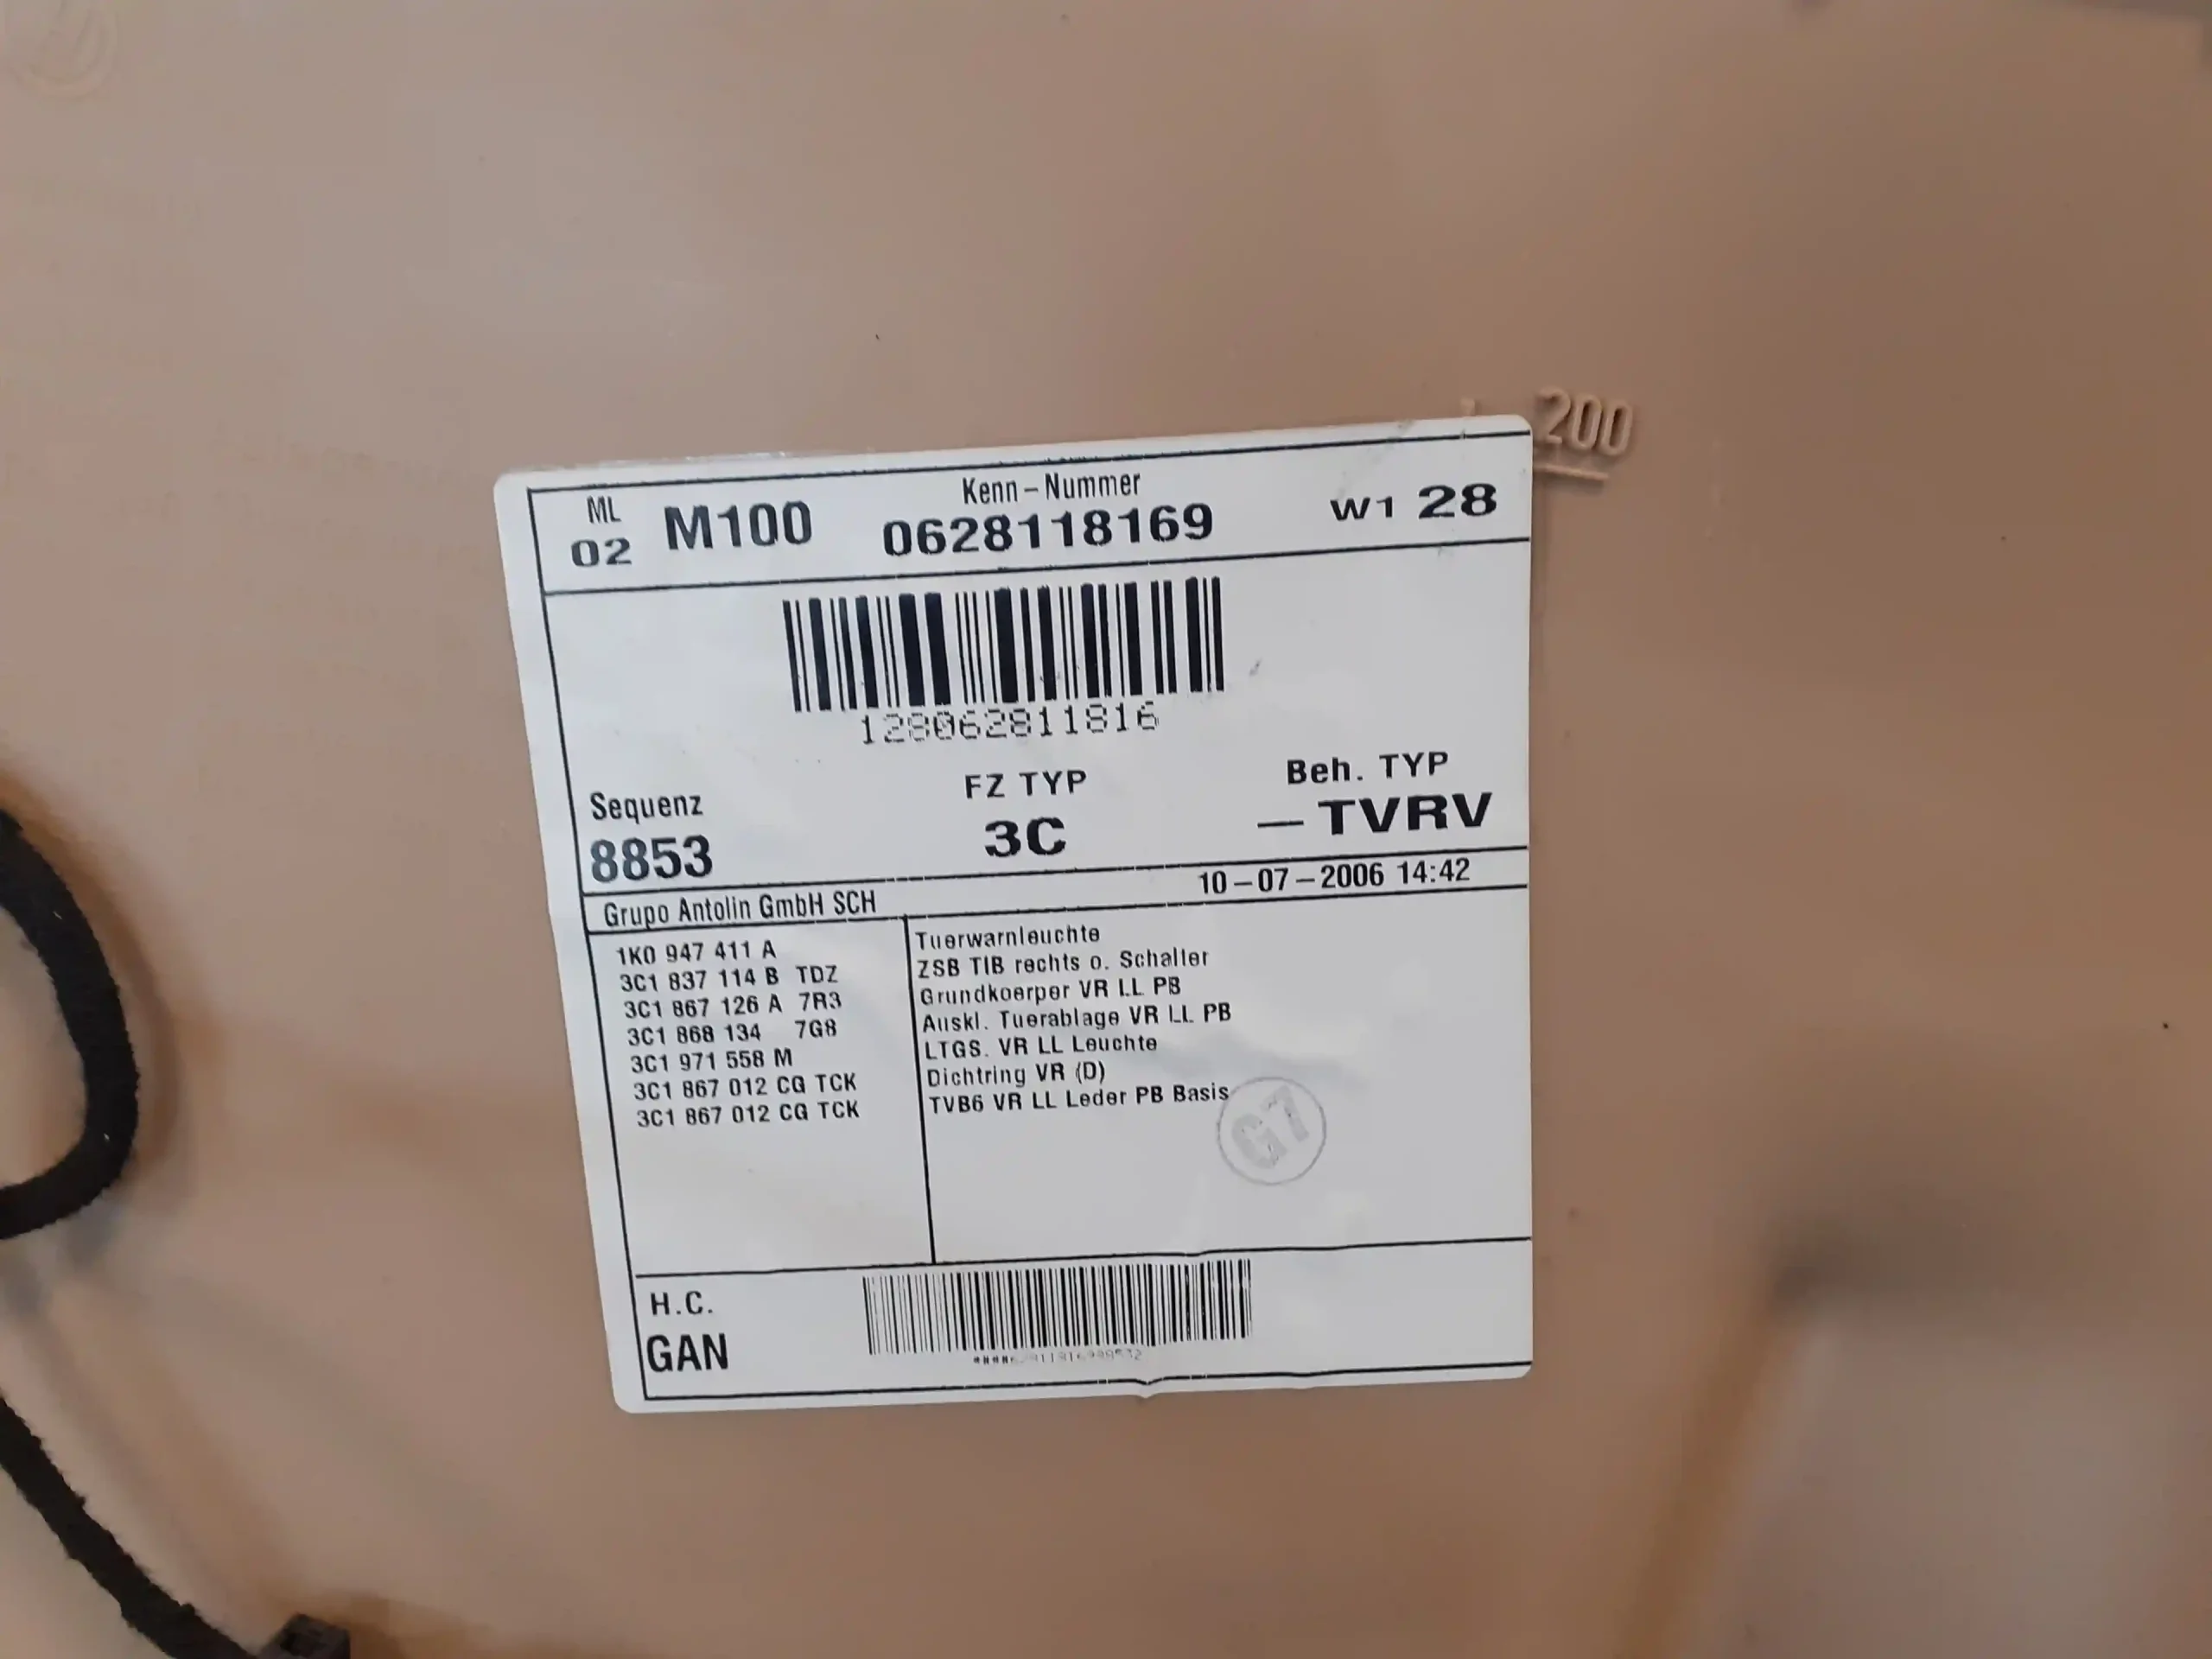 200
ML
02
M100
Kenn-Nummer
0628118169
W1 28
128062811816
Sequenz
8853
FZ TYP
3C
Beh. TYP
– TVRV
10-07-2006 14:42
Grupo Antolin GmbH SCH
1K0 947 411 A
3C1 837 114 B TDZ
3C1 867 126 A 7R3
3C1 868 134 7G8
3C1 971 558 M
3C1 867 012 CG TCK
3C1 867 012 CG TCK
Tuerwarnleuchte
ZSB TIB rechts o. Schalter
Grundkoerper VR LL PB
Auskl. Tuerablage VR LL PB
LTGS. VR LL Leuchte
Dichtring VR (D)
TVB6 VR LL Leder PB Basis
G7
H.C.
GAN